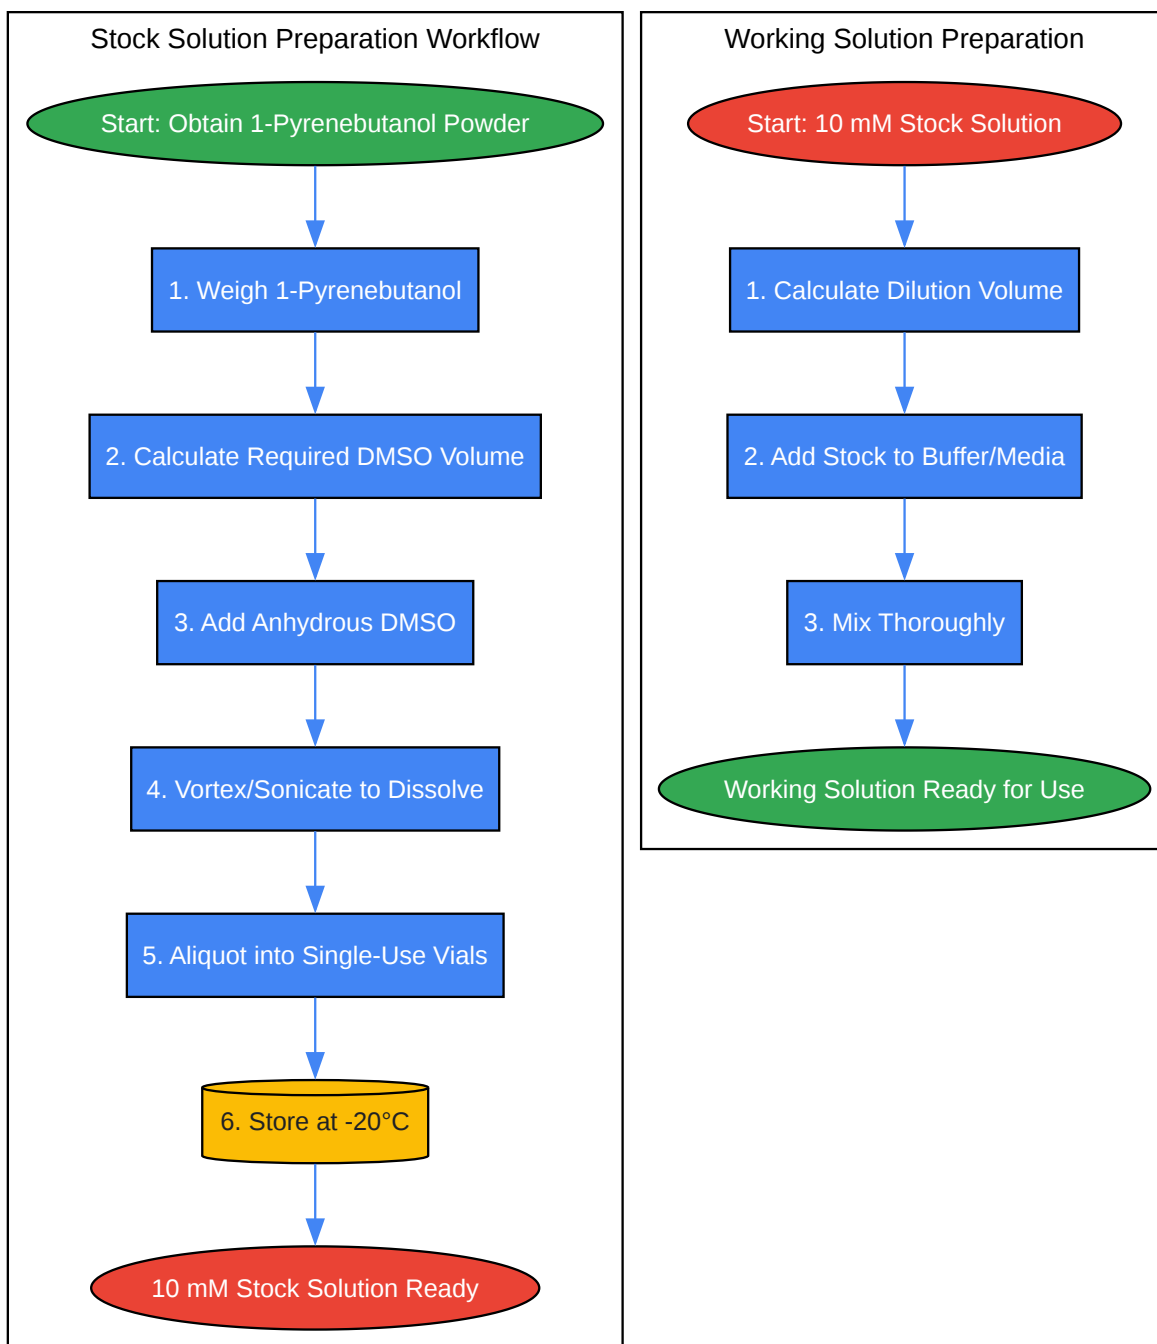 Stock Solution Preparation Workflow
Start: Obtain 1-Pyrenebutanol Powder
1. Weigh 1-Pyrenebutanol
2. Calculate Required DMSO Volume
3. Add Anhydrous DMSO
4. Vortex/Sonicate to Dissolve
5. Aliquot into Single-Use Vials
6. Store at -20°C
10 mM Stock Solution Ready
Working Solution Preparation
Start: 10 mM Stock Solution
1. Calculate Dilution Volume
2. Add Stock to Buffer/Media
3. Mix Thoroughly
Working Solution Ready for Use